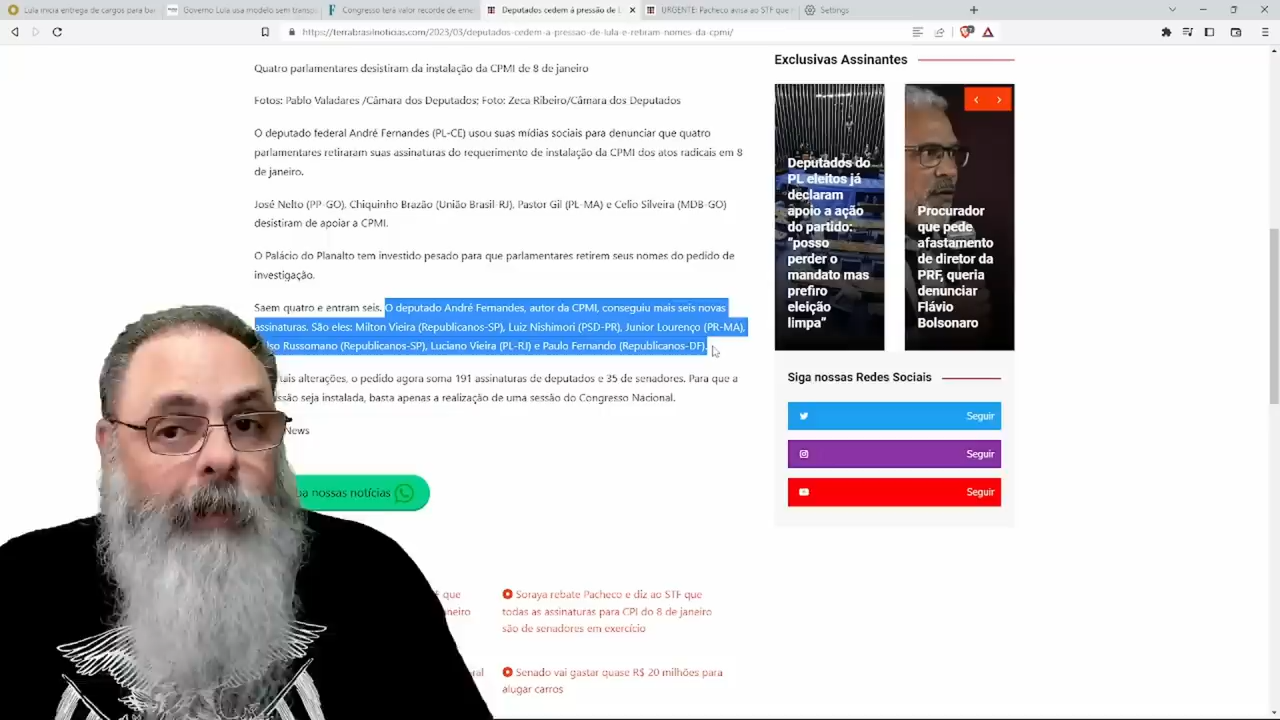 Lula inicia entrega de cargos para ba
Governo Lula usa modelo sem transp
Congresso terá valor recorde de eme
Deputados cedem à pressão de L
URGENTE: Pacheco avisa ao STF que
Settings
https://terrabrasilnoticias.com/2023/03/deputados-cedem-a-pressao-de-lula-e-retiram-nomes-da-cpmi/
Quatro parlamentares desistiram da instalação da CPMI de 8 de janeiro
Fotos: Pablo Valadares /Câmara dos Deputados; Foto: Zeca Ribeiro/Câmara dos Deputados
O deputado federal André Fernandes (PL-CE) usou suas mídias sociais para denunciar que quatro
parlamentares retiraram suas assinaturas do requerimento de instalação da CPMI dos atos radicais em 8
de janeiro.
José Nelto (PP-GO), Chiquinho Brazão (União Brasil-RJ), Pastor Gil (PL-MA) e Celio Silveira (MDB-GO)
desistiram de apoiar a CPMI.
O Palácio do Planalto tem investido pesado para que parlamentares retirem seus nomes do pedido de
investigação.
Saem quatro e entram seis. O deputado André Fernandes, autor da CPMI, conseguiu mais seis novas
assinaturas. São eles: Milton Vieira (Republicanos-SP), Luiz Nishimori (PSD-PR), Junior Lourenço (PR-MA),
lso Russomano (Republicanos-SP), Luciano Vieira (PL-RJ) e Paulo Fernando (Republicanos-DF).
tais alterações, o pedido agora soma 191 assinaturas de deputados e 35 de senadores. Para que a
ssão seja instalada, basta apenas a realização de uma sessão do Congresso Nacional.
News
ba nossas notícias
F que
neiro
ral
Soraya rebate Pacheco e diz ao STF que
todas as assinaturas para CPI do 8 de janeiro
são de senadores em exercício
Senado vai gastar quase R$ 20 milhões para
alugar carros
Exclusivas Assinantes
Deputados do
PL eleitos já
declaram
apoio a ação
do partido:
"posso
perder o
mandato mas
prefiro
eleição
limpa"
Procurador
que pede
afastamento
de diretor da
PRF, queria
denunciar
Flávio
Bolsonaro
Siga nossas Redes Sociais
Seguir
Seguir
Seguir